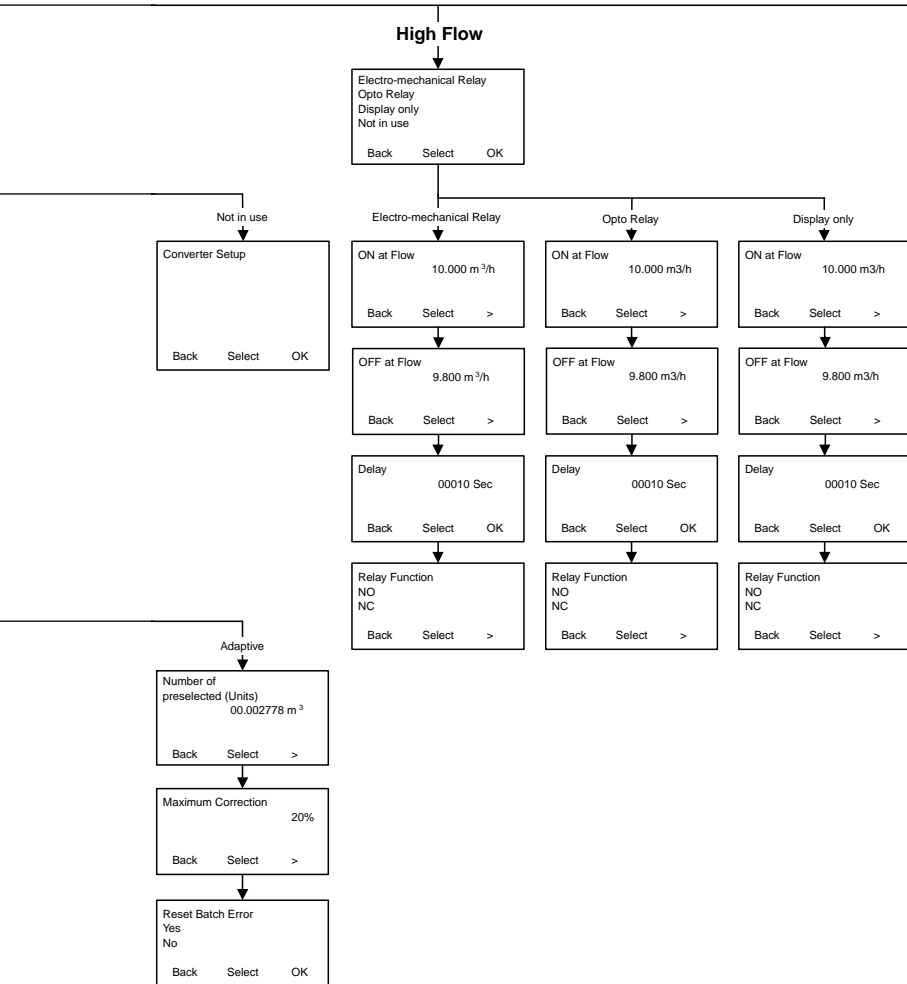 High Flow
Electro-mechanical Relay
Opto Relay
Display only
Not in use
Back Select OK
Not in use
Converter Setup
Back Select OK
Electro-mechanical Relay
ON at Flow
10.000 m³/h
Back Select >
OFF at Flow
9.800 m³/h
Back Select >
Delay
00010 Sec
Back Select OK
Relay Function
NO
NC
Back Select >
Opto Relay
ON at Flow
10.000 m3/h
Back Select >
OFF at Flow
9.800 m3/h
Back Select >
Delay
00010 Sec
Back Select OK
Relay Function
NO
NC
Back Select >
Display only
ON at Flow
10.000 m3/h
Back Select >
OFF at Flow
9.800 m3/h
Back Select >
Delay
00010 Sec
Back Select OK
Relay Function
NO
NC
Back Select >
Adaptive
Number of
preselected (Units)
00.002778 m³
Back Select >
Maximum Correction
20%
Back Select >
Reset Batch Error
Yes
No
Back Select OK